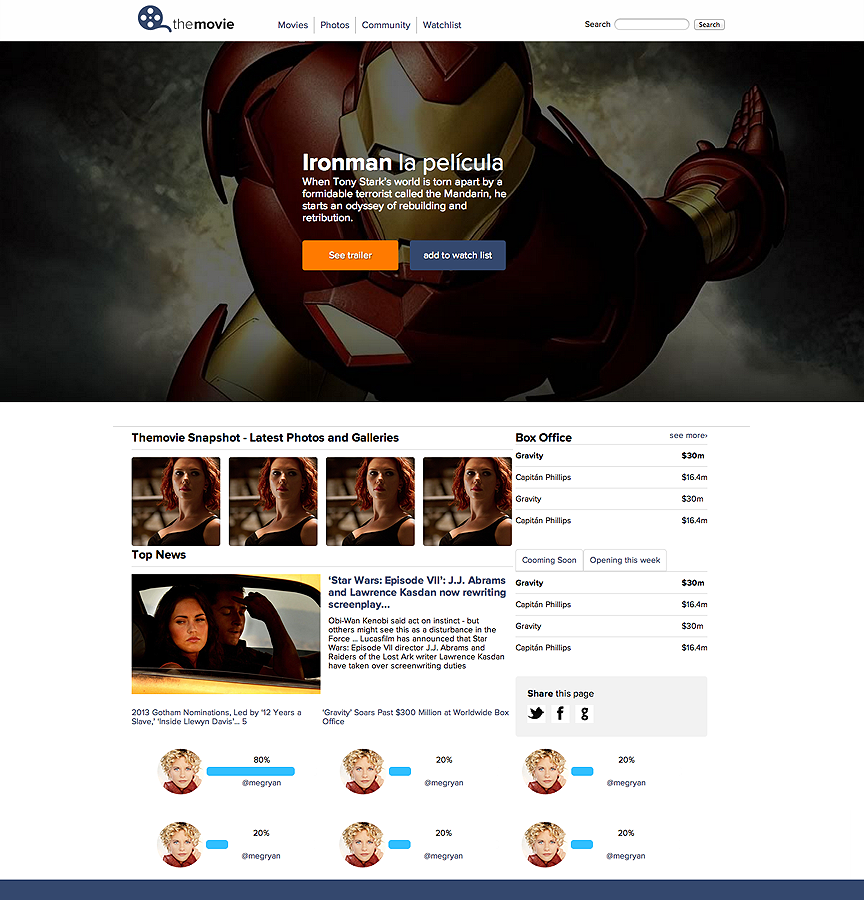 themovie
Movies
Photos
Community
Watchlist
Search
Search
Ironman la película
When Tony Stark's world is torn apart by a
formidable terrorist called the Mandarin, he
starts an odyssey of rebuilding and
retribution.
See trailer
add to watch list
Themovie Snapshot - Latest Photos and Galleries
Top News
'Star Wars: Episode VII': J.J. Abrams
and Lawrence Kasdan now rewriting
screenplay...
Obi-Wan Kenobi said act on instinct - but
others might see this as a disturbance in the
Force ... Lucasfilm has announced that Star
Wars: Episode VII director J.J. Abrams and
Raiders of the Lost Ark writer Lawrence Kasdan
have taken over screenwriting duties
2013 Gotham Nominations, Led by '12 Years a
Slave,' 'Inside Llewyn Davis'... 5
'Gravity' Soars Past $300 Million at Worldwide Box
Office
Box Office
see more›
Gravity $30m
Capitán Phillips $16.4m
Gravity $30m
Capitán Phillips $16.4m
Cooming Soon
Opening this week
Gravity $30m
Capitán Phillips $16.4m
Gravity $30m
Capitán Phillips $16.4m
Share this page
f
g
80%
@megryan
20%
@megryan
20%
@megryan
20%
@megryan
20%
@megryan
20%
@megryan